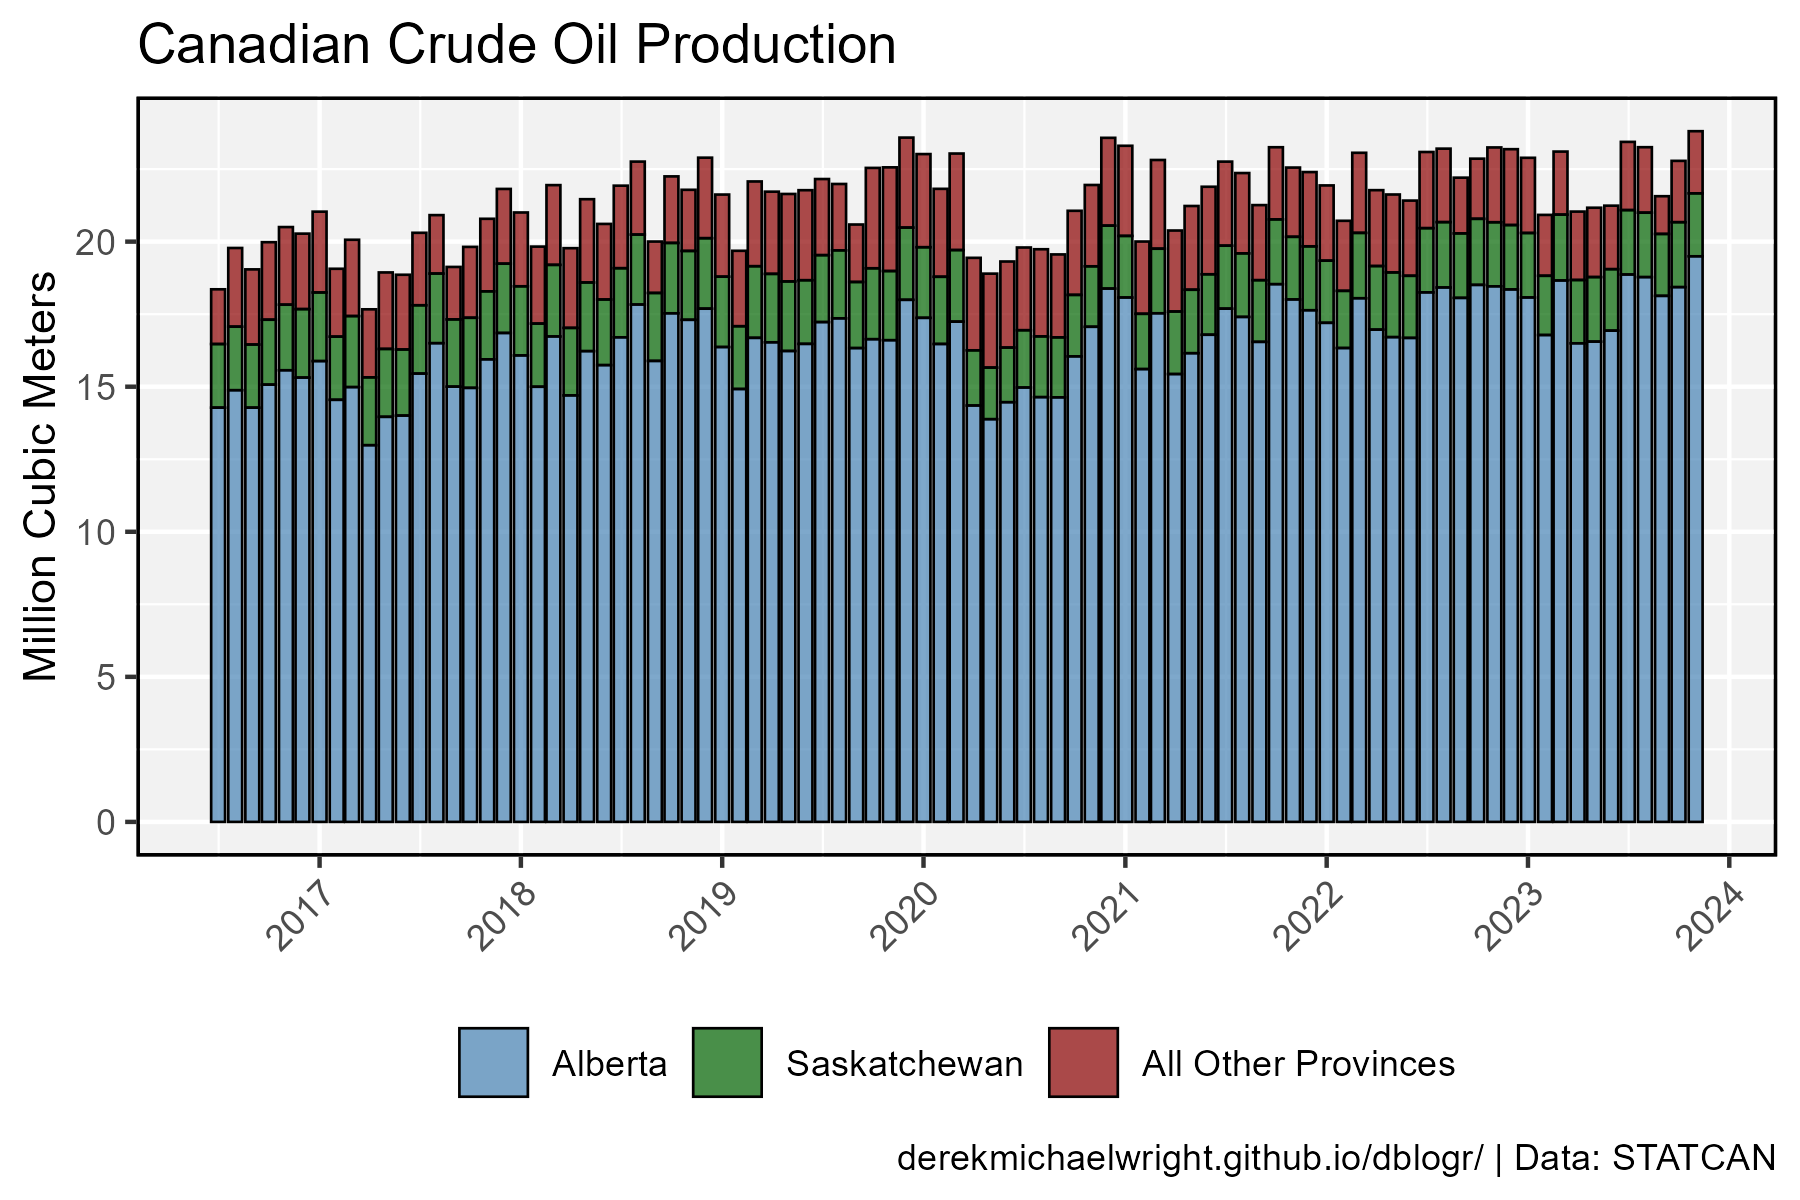 Canadian Crude Oil Production
Million Cubic Meters
20
15
10
5
0
2017
2018
2019
2020
2021
2022
2023
2024
Alberta
Saskatchewan
All Other Provinces
derekmichaelwright.github.io/dblogr/ | Data: STATCAN